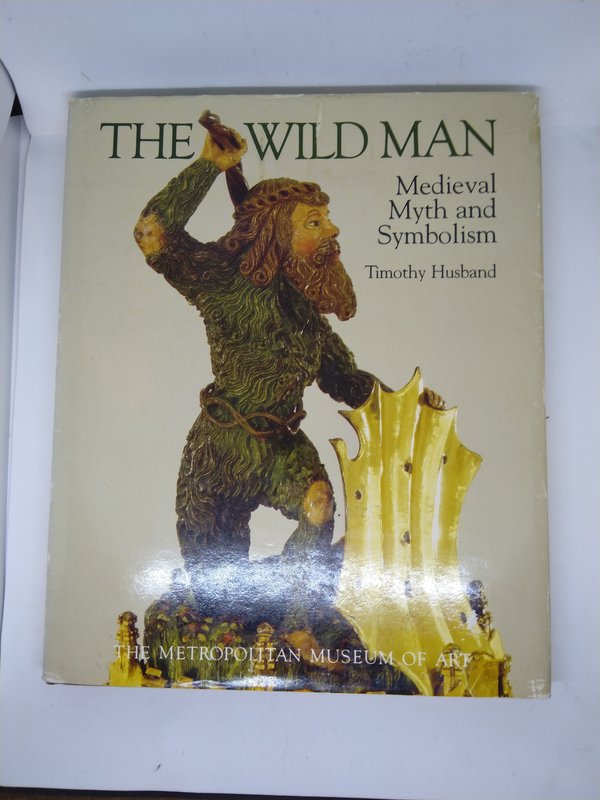 THE WILD MAN
Medieval
Myth and
Symbolism
Timothy Husband
THE METROPOLITAN MUSEUM OF ART